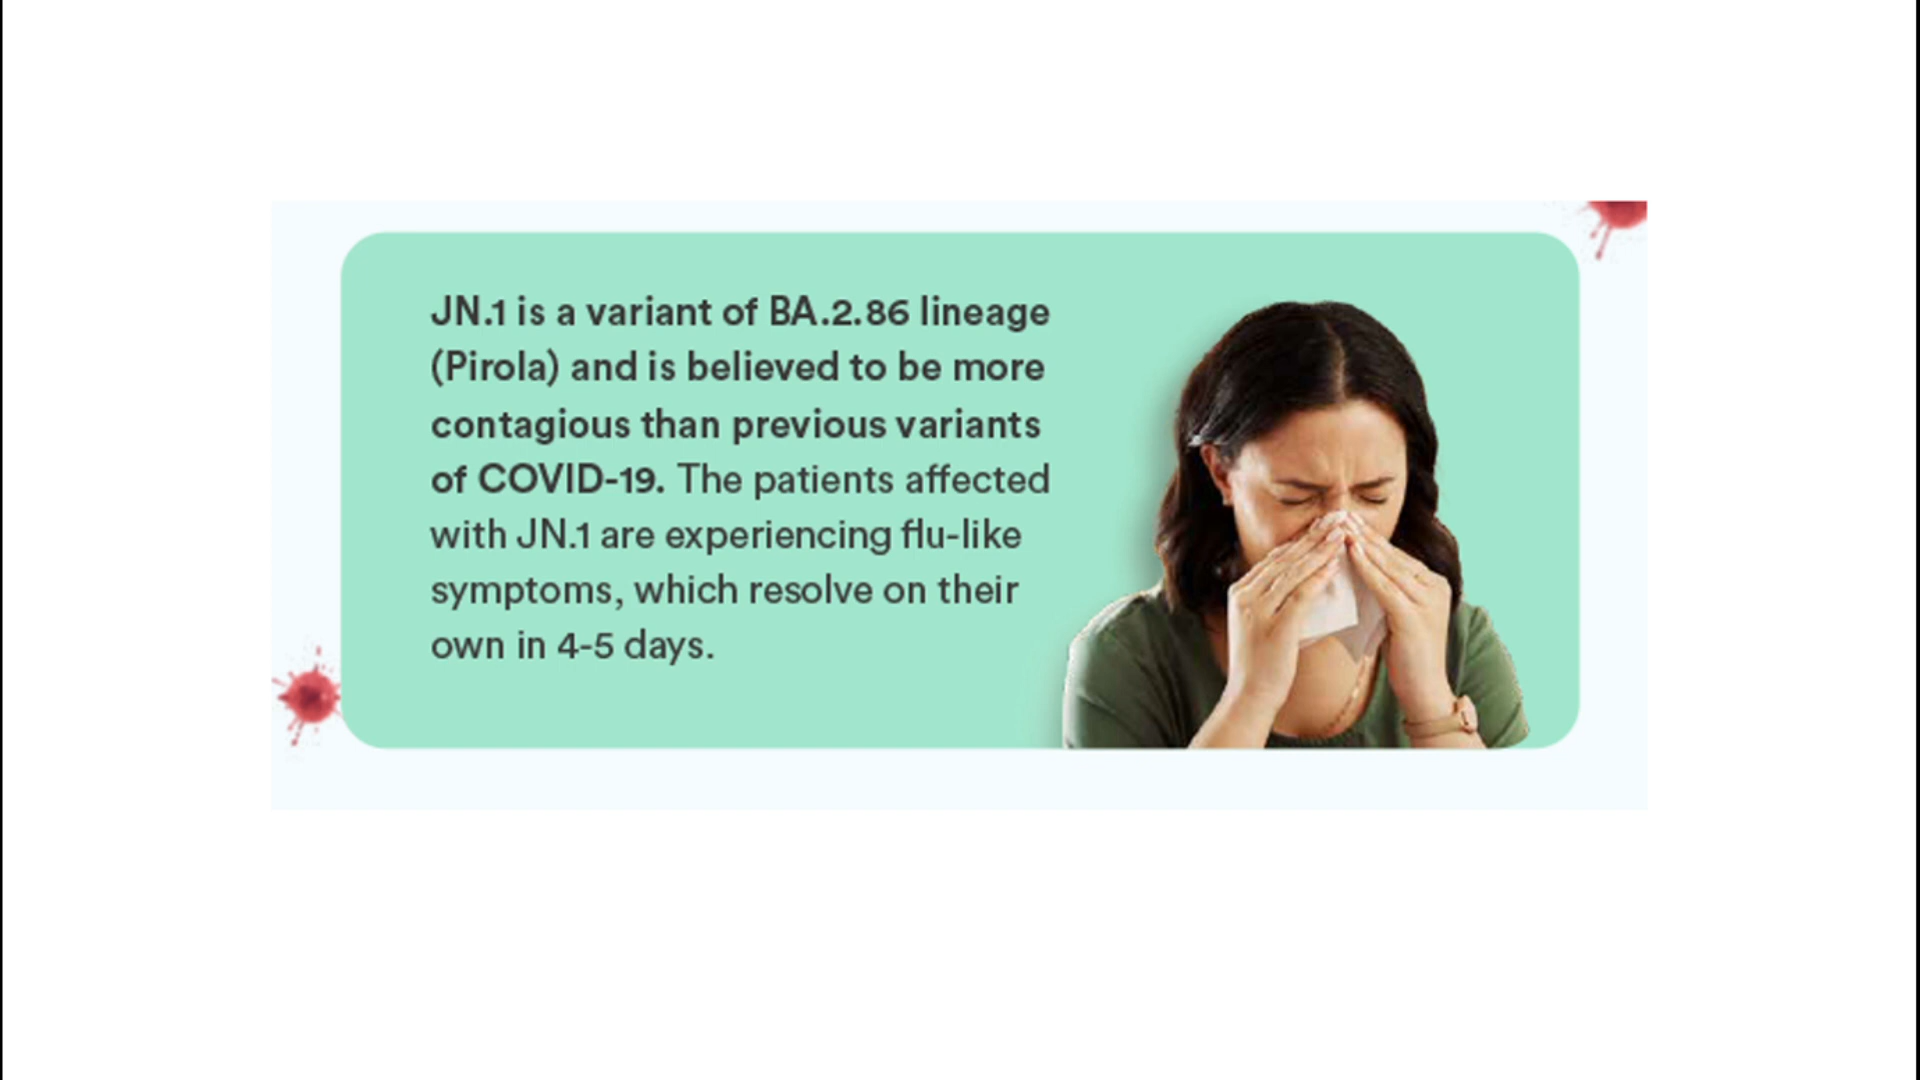 JN.1 is a variant of BA.2.86 lineage
(Pirola) and is believed to be more
contagious than previous variants
of COVID-19. The patients affected
with JN.1 are experiencing flu-like
symptoms, which resolve on their
own in 4-5 days.